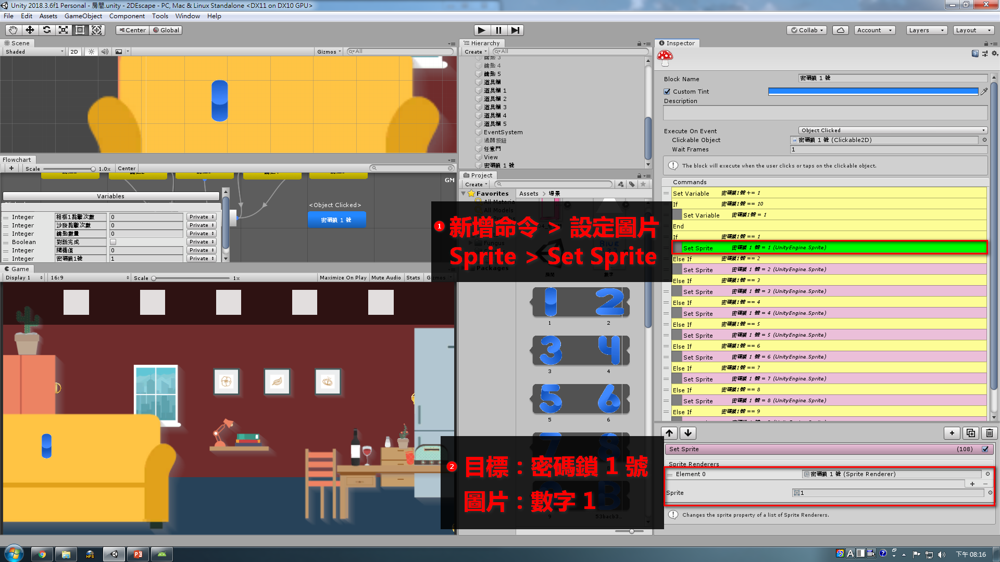 Unity 2018.3.6f1 Personal - 房間.unity - 2DEscape - PC, Mac & Linux Standalone <DX11 on DX10 GPU>
File Edit Assets GameObject Component Tools Window Help
Center Global
Collab Account Layers Layout
Scene
Shaded 2D Gizmos All
Flowchart
Scale 1.0x Center
GM
Variables
Integer 相框1點擊次數 0 Private
Integer 沙發點擊次數 0 Private
Integer 鑰匙數量 0 Private
Boolean 對話完成 Private
Integer 隨機值 0 Private
Integer 密碼鎖1號 1 Private
<Object Clicked>
密碼鎖 1 號
Game
Display 1 16:9 Scale 1x Maximize On Play Mute Audio Stats Gizmos
Hierarchy
Create All
鑰匙 3
鑰匙 4
鑰匙 5
道具欄
道具欄 1
道具欄 2
道具欄 3
道具欄 4
道具欄 5
EventSystem
過關按鈕
任意門
View
密碼鎖 1 號
Project
Create
Favorites
All Materia
All Models
Assets > 場景
Fungus
Packages
房間 數字
1 2
3 4
5 6
9 53bacb3...
1 新增命令 > 設定圖片
Sprite > Set Sprite
2 目標：密碼鎖 1 號
圖片：數字 1
Inspector
Block Name 密碼鎖 1 號
Custom Tint
Description
Execute On Event Object Clicked
Clickable Object 密碼鎖 1 號 (Clickable2D)
Wait Frames 1
The block will execute when the user clicks or taps on the clickable object.
Commands
Set Variable 密碼鎖1號 += 1
If 密碼鎖1號 == 10
Set Variable 密碼鎖1號 = 1
End
If 密碼鎖1號 == 1
Set Sprite 密碼鎖 1 號 = 1 (UnityEngine.Sprite)
Else If 密碼鎖1號 == 2
Set Sprite 密碼鎖 1 號 = 2 (UnityEngine.Sprite)
Else If 密碼鎖1號 == 3
Set Sprite 密碼鎖 1 號 = 3 (UnityEngine.Sprite)
Else If 密碼鎖1號 == 4
Set Sprite 密碼鎖 1 號 = 4 (UnityEngine.Sprite)
Else If 密碼鎖1號 == 5
Set Sprite 密碼鎖 1 號 = 5 (UnityEngine.Sprite)
Else If 密碼鎖1號 == 6
Set Sprite 密碼鎖 1 號 = 6 (UnityEngine.Sprite)
Else If 密碼鎖1號 == 7
Set Sprite 密碼鎖 1 號 = 7 (UnityEngine.Sprite)
Else If 密碼鎖1號 == 8
Set Sprite 密碼鎖 1 號 = 8 (UnityEngine.Sprite)
Else If 密碼鎖1號 == 9
Set Sprite (108)
Sprite Renderers
Element 0 密碼鎖 1 號 (Sprite Renderer)
Sprite 1
Changes the sprite property of a list of Sprite Renderers.
HFS
下午 08:16